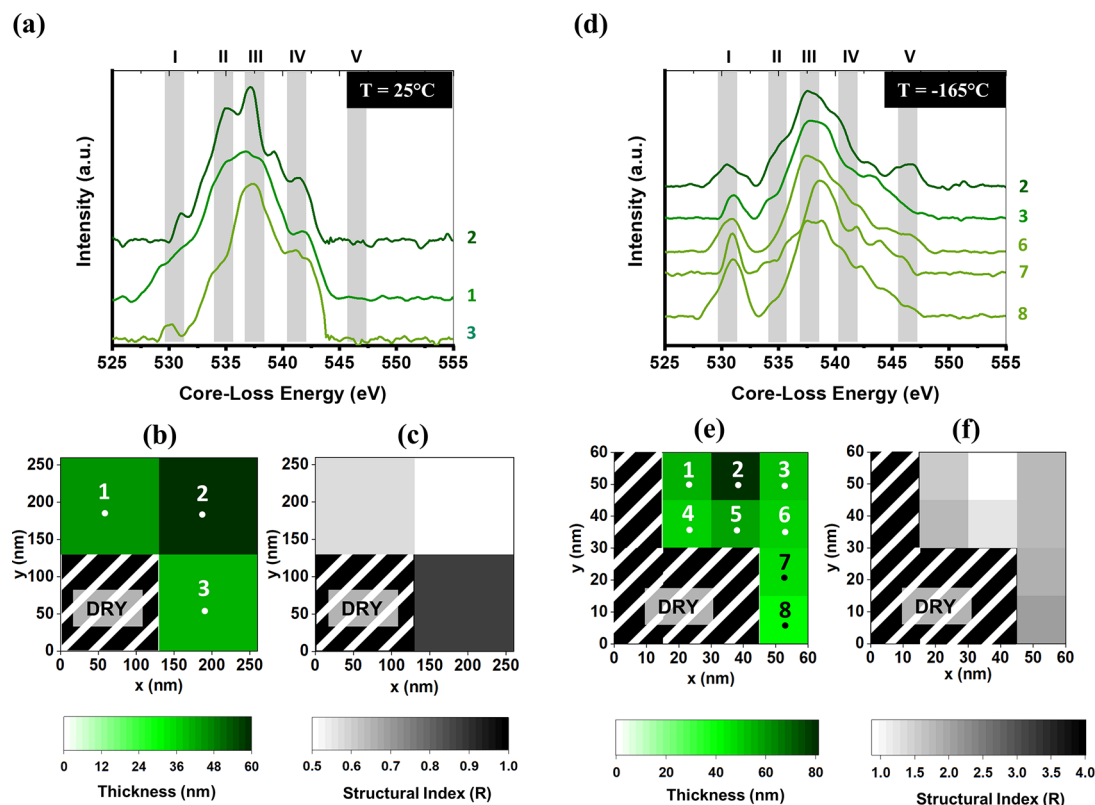 (a)
I II III IV V
T = 25°C
Intensity (a.u.)
2
1
3
525 530 535 540 545 550 555
Core-Loss Energy (eV)
(d)
I II III IV V
T = -165°C
Intensity (a.u.)
2
3
6
7
8
525 530 535 540 545 550 555
Core-Loss Energy (eV)
(b)
y (nm)
250
200
150
100
50
0
1 2
3
DRY
0 50 100 150 200 250
x (nm)
0 12 24 36 48 60
Thickness (nm)
(c)
y (nm)
250
200
150
100
50
0
DRY
0 50 100 150 200 250
x (nm)
0.5 0.6 0.7 0.8 0.9 1.0
Structural Index (R)
(e)
y (nm)
60
50
40
30
20
10
0
1 2 3
4 5 6
7
DRY
8
0 10 20 30 40 50 60
x (nm)
0 20 40 60 80
Thickness (nm)
(f)
y (nm)
60
50
40
30
20
10
0
DRY
0 10 20 30 40 50 60
x (nm)
1.0 1.5 2.0 2.5 3.0 3.5 4.0
Structural Index (R)